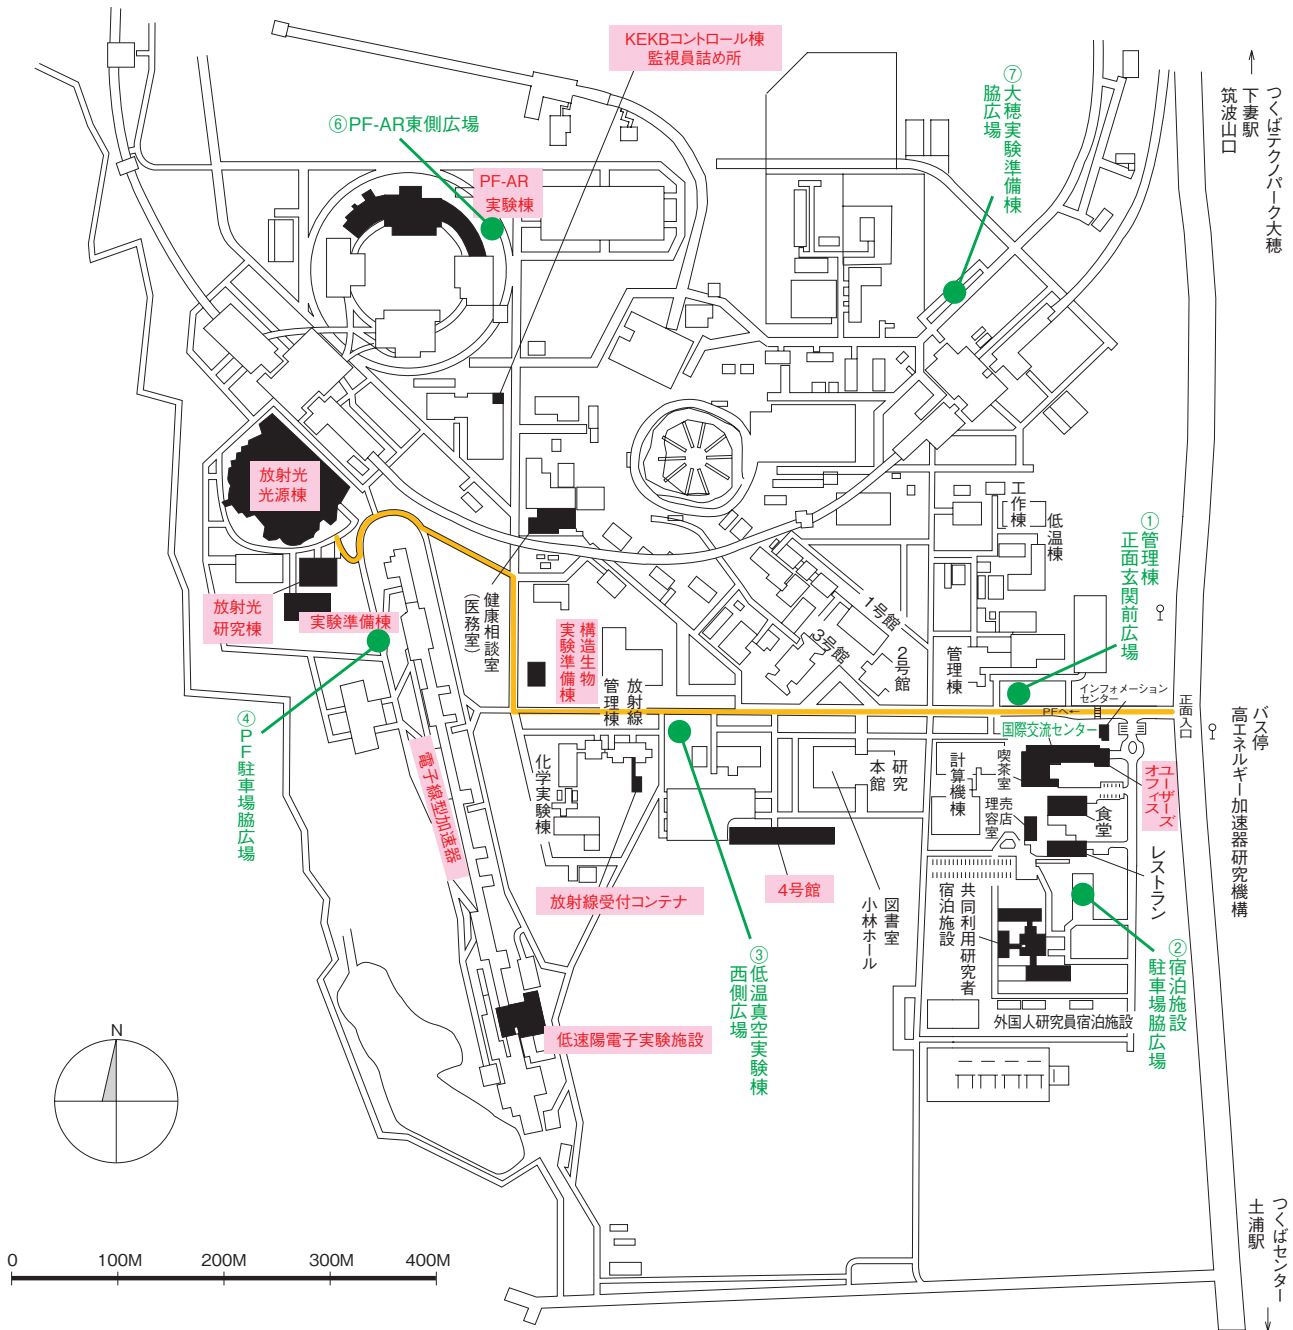 KEKBコントロール棟
監視員詰め所
⑥PF-AR東側広場
PF-AR
実験棟
⑦大穂実験準備棟
脇広場
つくばテクノパーク大穂
下妻駅
筑波山口
放射光
光源棟
放射光
研究棟
実験準備棟
健康相談室
(医務室)
構造生物
実験準備棟
放射線
管理棟
1号館
3号館
2号館
管理棟
工作棟
低温棟
①管理棟
正面玄関前広場
インフォメーション
センター
PFへ←
国際交流センター
正面入口
バス停
高エネルギー加速器研究機構
④PF駐車場脇広場
電子線型加速器
化学実験棟
放射線受付コンテナ
4号館
研究
本館
図書室
小林ホール
計算機棟
喫茶室
売店
理容室
食堂
ユーザーズ
オフィス
レストラン
共同利用研究者
宿泊施設
外国人研究員宿泊施設
②宿泊施設
駐車場脇広場
③低温真空実験棟
西側広場
低速陽電子実験施設
N
0 100M 200M 300M 400M
つくばセンター
土浦駅